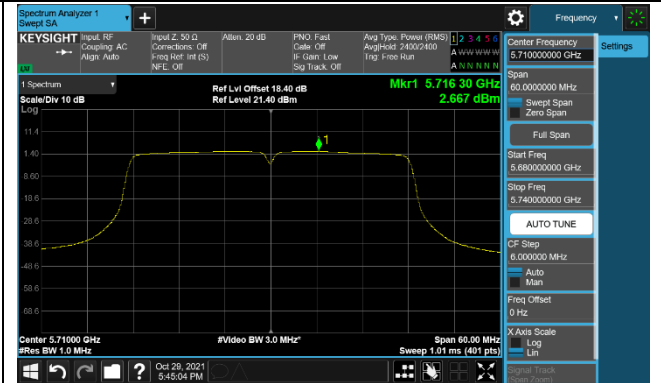 Spectrum Analyzer 1
Swept SA
Frequency
KEYSIGHT
Input: RF
Coupling: AC
Align: Auto
Input Z: 50 Ω
Corrections: Off
Freq Ref: Int (S)
NFE: Off
Atten: 20 dB
PNO: Fast
Gate: Off
IF Gain: Low
Sig Track: Off
Avg Type: Power (RMS)
Avg|Hold: 2400/2400
Trig: Free Run
1 2 3 4 5 6
A W W W W W
A N N N N N
LXI
1 Spectrum
Scale/Div 10 dB
Log
Ref Lvl Offset 18.40 dB
Ref Level 21.40 dBm
Mkr1 5.716 30 GHz
2.667 dBm
11.4
1.40
-8.60
-18.6
-28.6
-38.6
-48.6
-58.6
-68.6
1
Center 5.71000 GHz
#Res BW 1.0 MHz
#Video BW 3.0 MHz*
Span 60.00 MHz
Sweep 1.01 ms (401 pts)
Oct 29, 2021
5:45:04 PM
Center Frequency
5.710000000 GHz
Settings
Span
60.0000000 MHz
Swept Span
Zero Span
Full Span
Start Freq
5.680000000 GHz
Stop Freq
5.740000000 GHz
AUTO TUNE
CF Step
6.000000 MHz
Auto
Man
Freq Offset
0 Hz
X Axis Scale
Log
Lin
Signal Track
(Span Zoom)